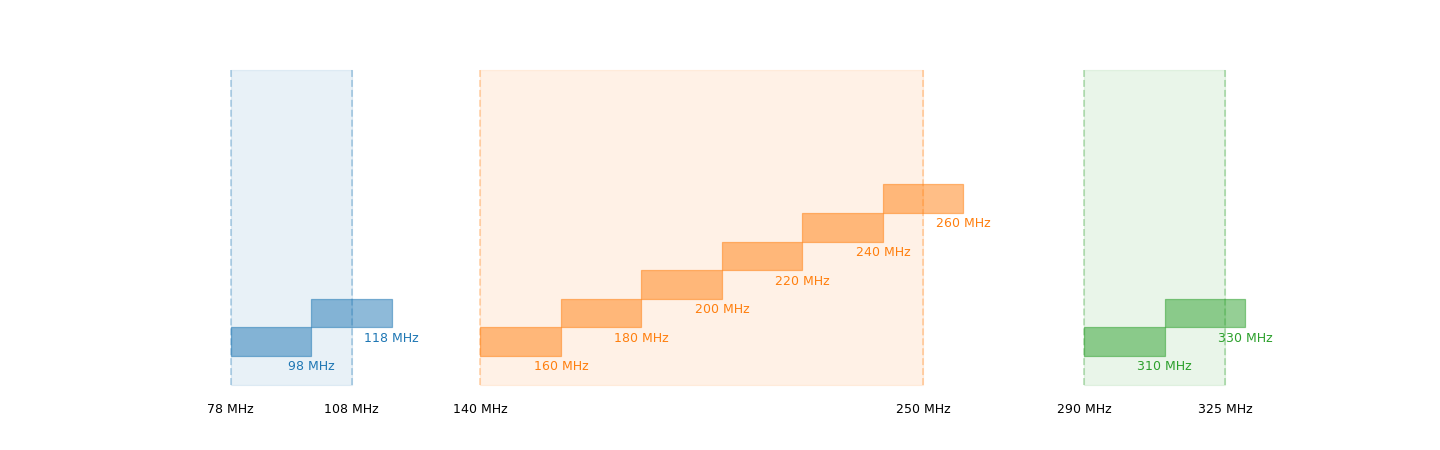 260 MHz
240 MHz
220 MHz
200 MHz
118 MHz
180 MHz
330 MHz
98 MHz
160 MHz
310 MHz
78 MHz
108 MHz
140 MHz
250 MHz
290 MHz
325 MHz